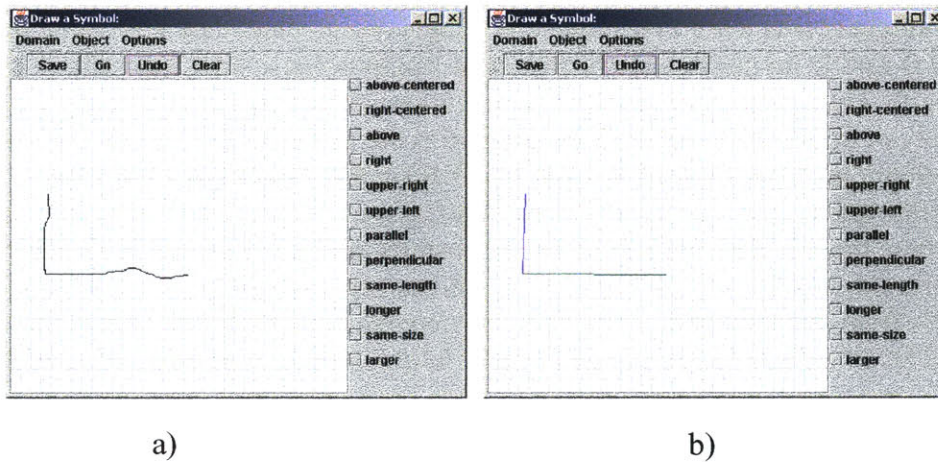 Draw a Symbol:
Domain Object Options
Save Go Undo Clear
above-centered
right-centered
above
right
upper-right
upper-left
parallel
perpendicular
same-length
longer
same-size
larger
a)
Draw a Symbol:
Domain Object Options
Save Go Undo Clear
above-centered
right-centered
above
right
upper-right
upper-left
parallel
perpendicular
same-length
longer
same-size
larger
b)